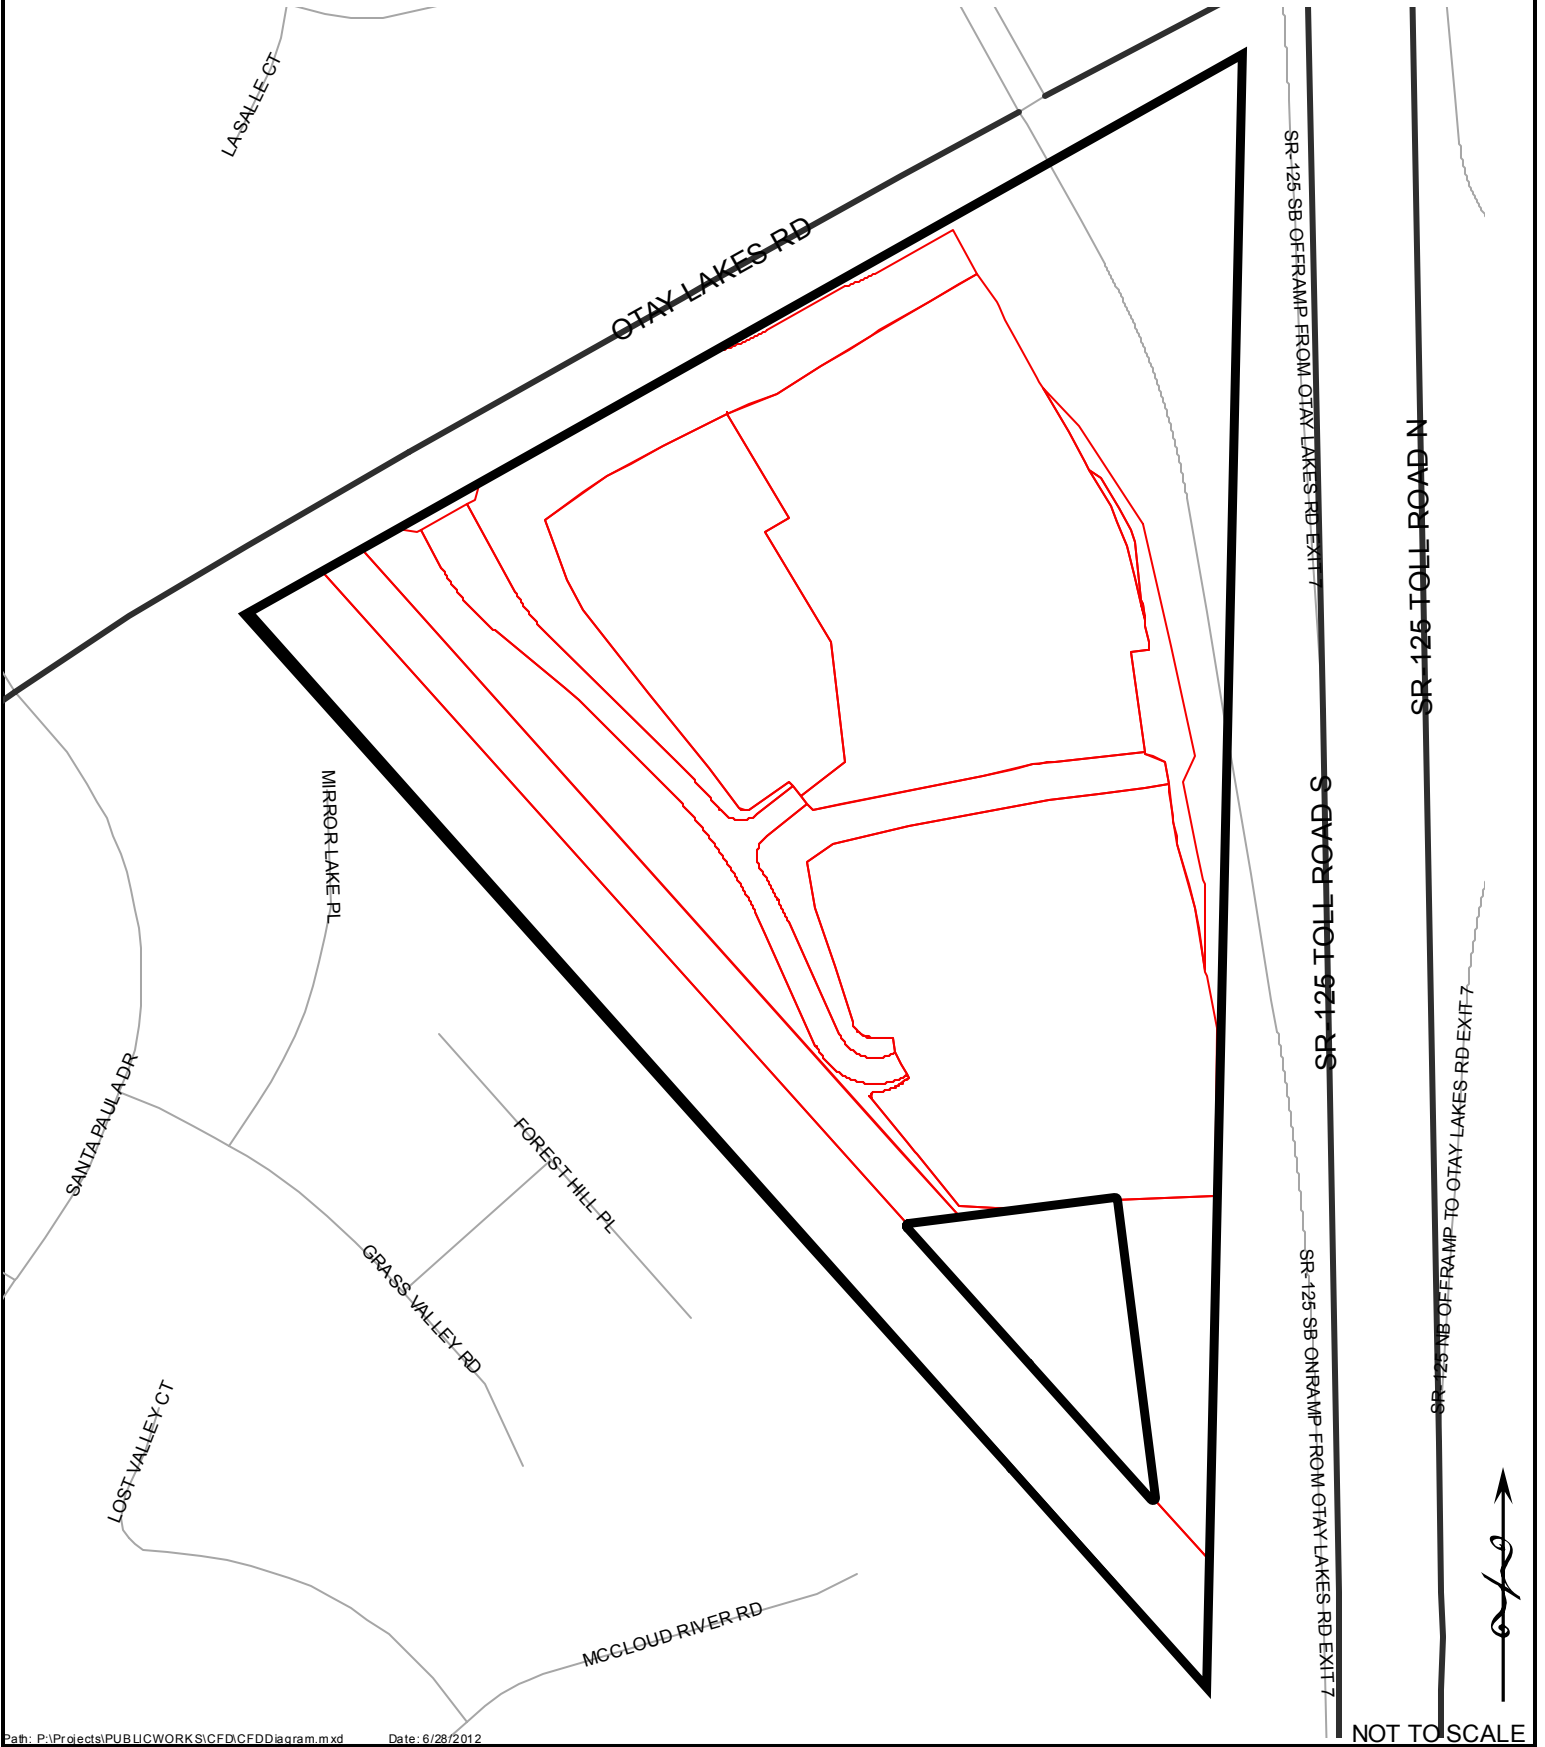 LA SALLE CT
OTAY LAKES RD
SR-125 SB OFFRAMP FROM OTAY LAKES RD EXIT 7
SR-125 TOLL ROAD N
SR-125 TOLL ROAD S
MIRROR LAKE PL
SANTA PAULA DR
FOREST HILL PL
GRASS VALLEY RD
SR-125 NB OFFRAMP TO OTAY LAKES RD EXIT 7
SR-125 SB ONRAMP FROM OTAY LAKES RD EXIT 7
LOST VALLEY CT
MCCLOUD RIVER RD
Path: P:\Projects\PUBLICWORKS\CFD\CFDDiagram.mxd Date: 6/28/2012
NOT TO SCALE